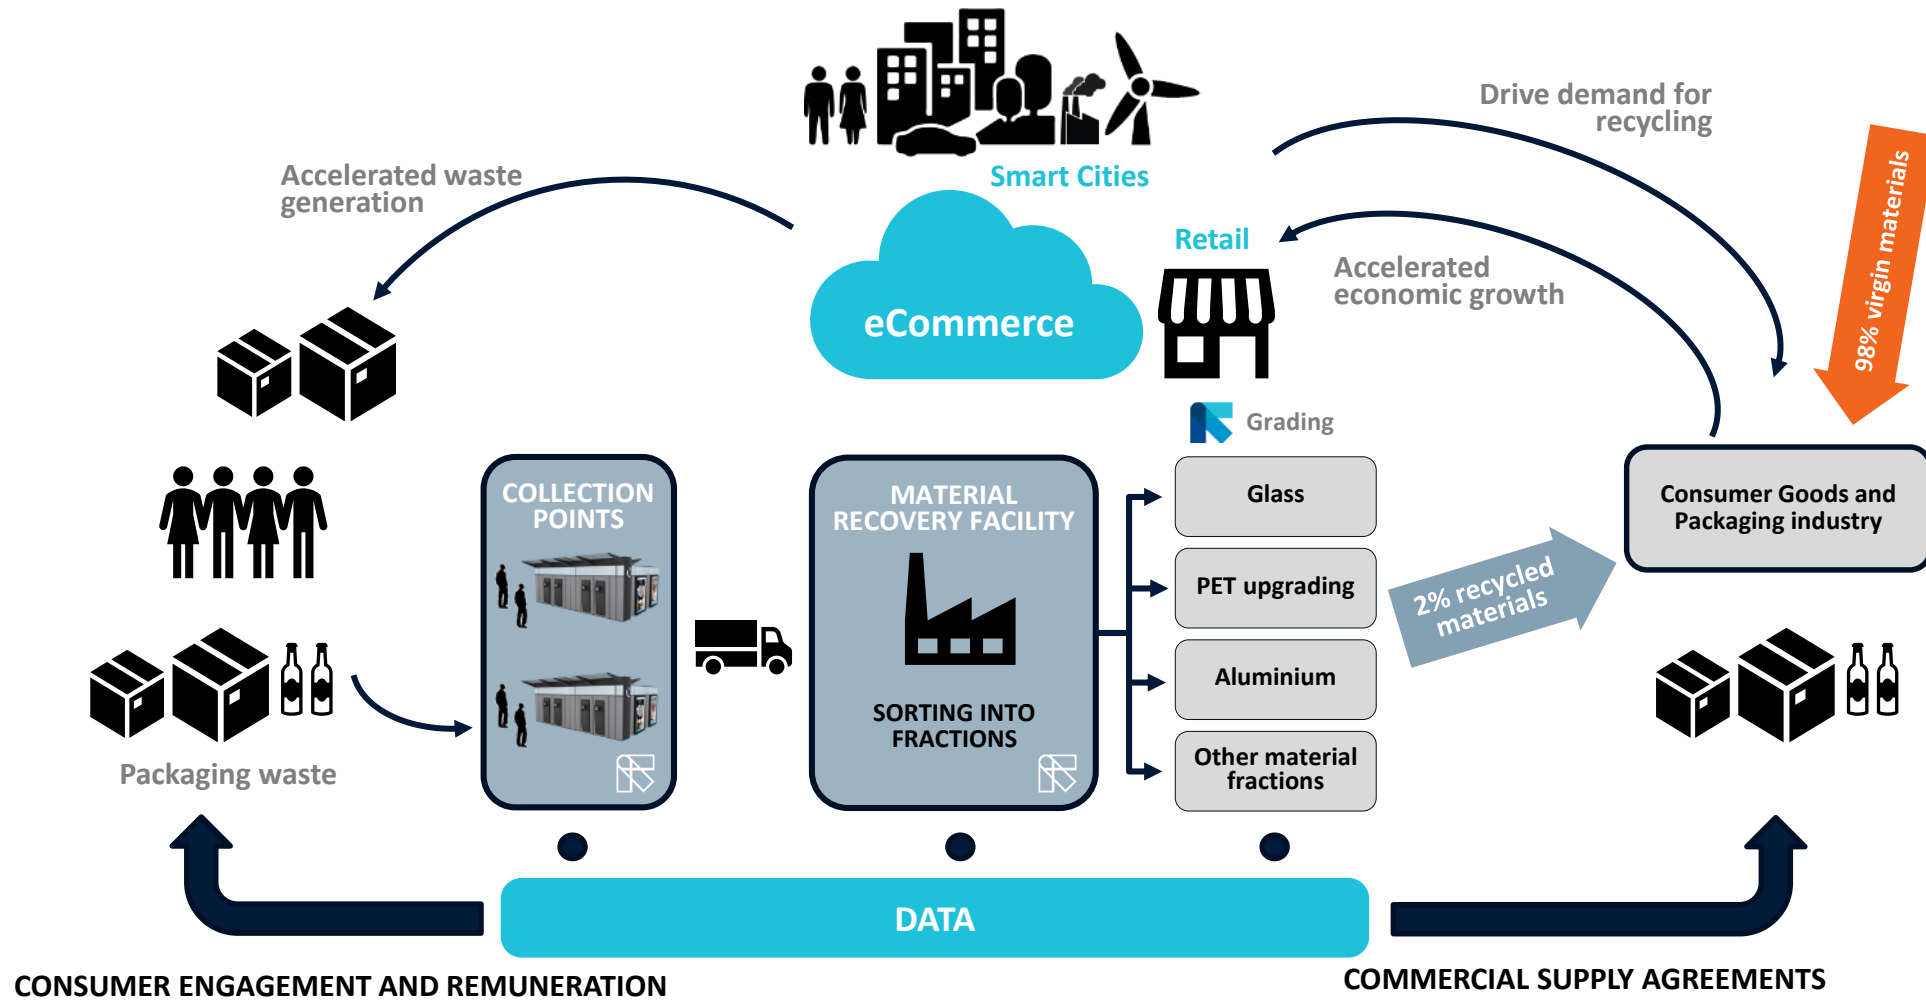 Smart Cities
Drive demand for
recycling
Accelerated waste
generation
98% virgin materials
Retail
Accelerated
economic growth
eCommerce
Grading
COLLECTION
POINTS
MATERIAL
RECOVERY FACILITY
SORTING INTO
FRACTIONS
Glass
PET upgrading
Aluminium
Other material
fractions
2% recycled
materials
Consumer Goods and
Packaging industry
Packaging waste
DATA
CONSUMER ENGAGEMENT AND REMUNERATION
COMMERCIAL SUPPLY AGREEMENTS